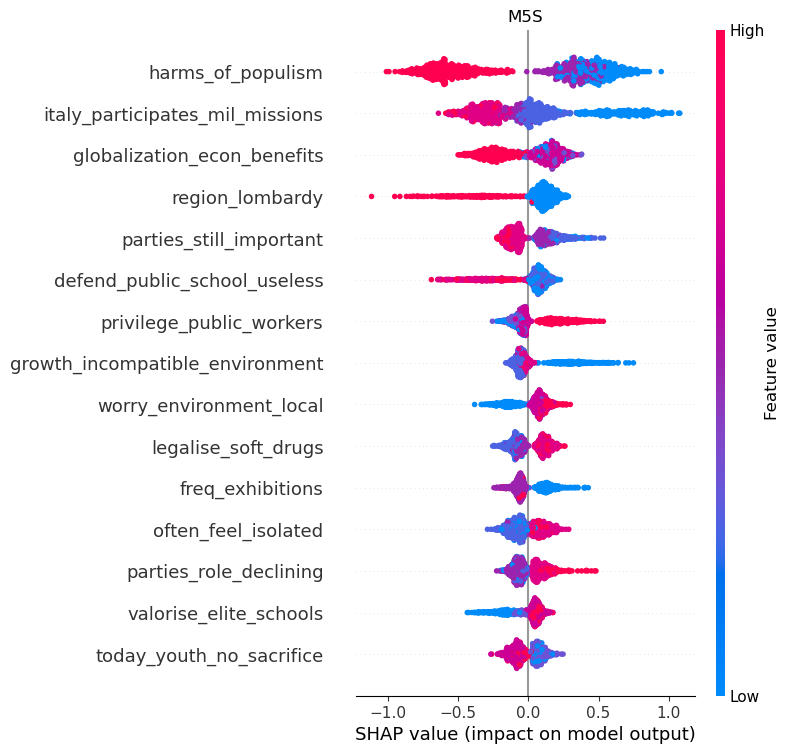 M5S
High
harms_of_populism
italy_participates_mil_missions
globalization_econ_benefits
region_lombardy
parties_still_important
defend_public_school_useless
privilege_public_workers
growth_incompatible_environment
worry_environment_local
legalise_soft_drugs
freq_exhibitions
often_feel_isolated
parties_role_declining
valorise_elite_schools
today_youth_no_sacrifice
Feature value
Low
−1.0 −0.5 0.0 0.5 1.0
SHAP value (impact on model output)